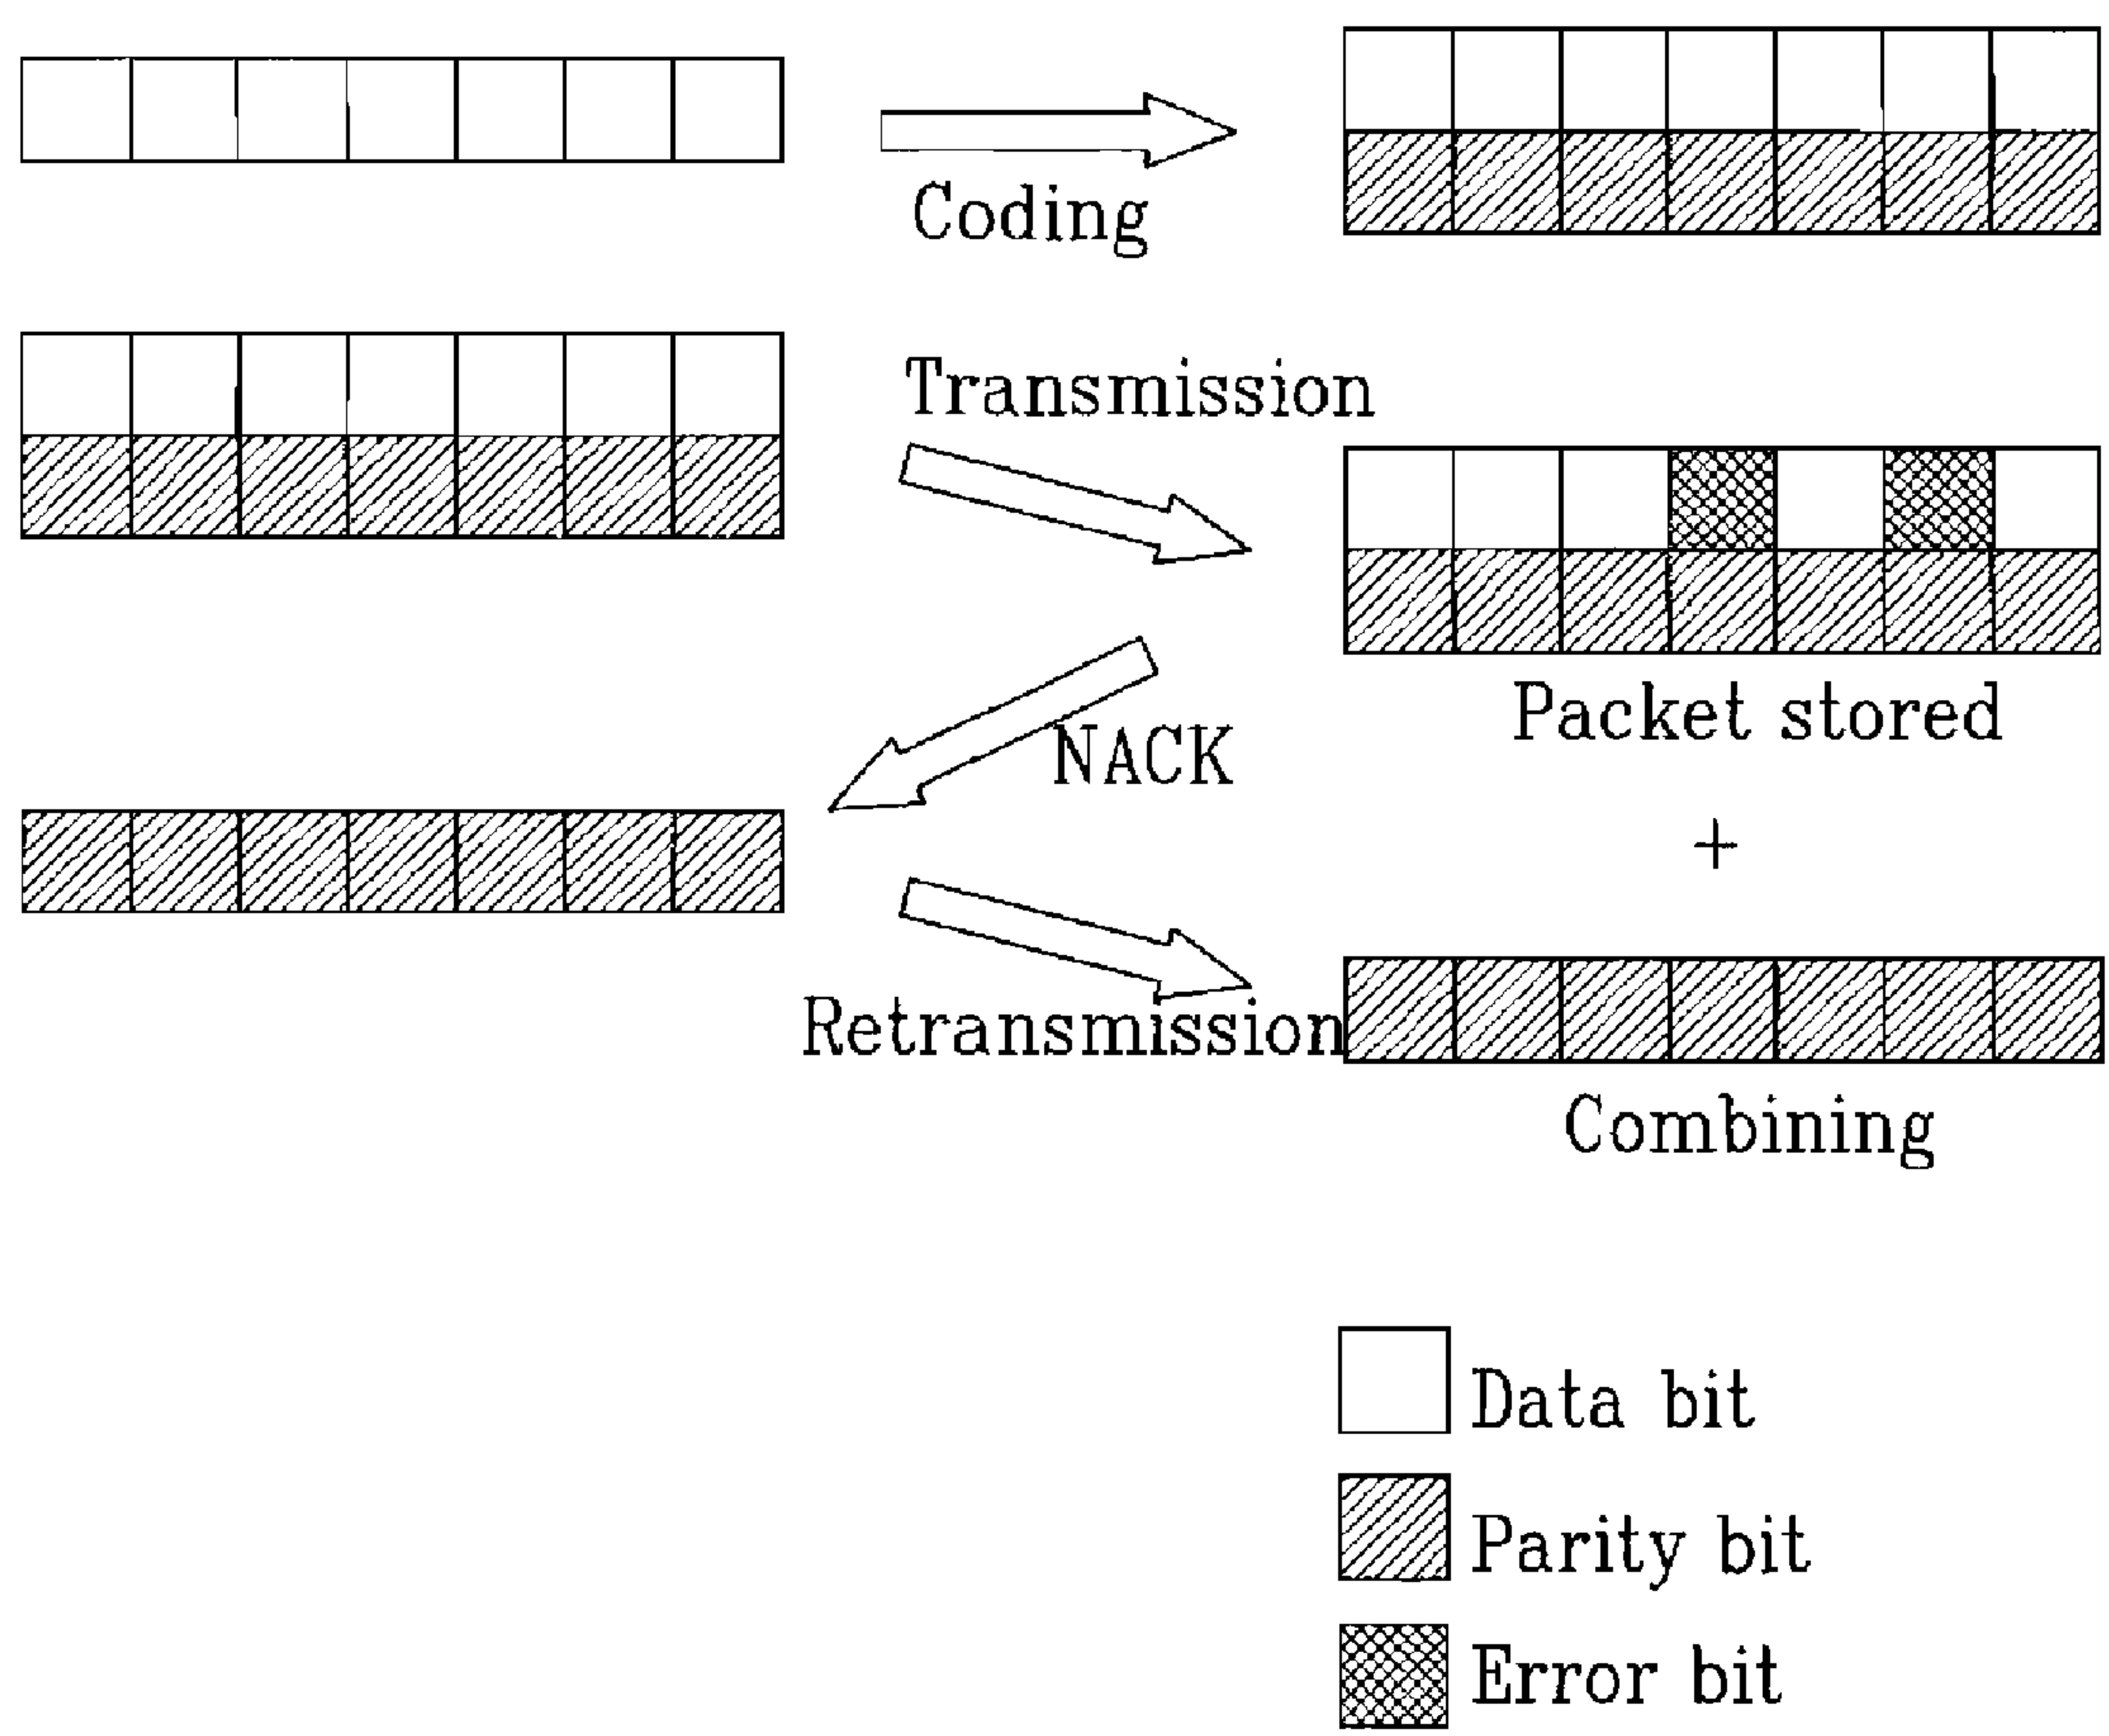 Coding
Transmission
Packet stored
NACK
+
Retransmission
Combining
Data bit
Parity bit
Error bit